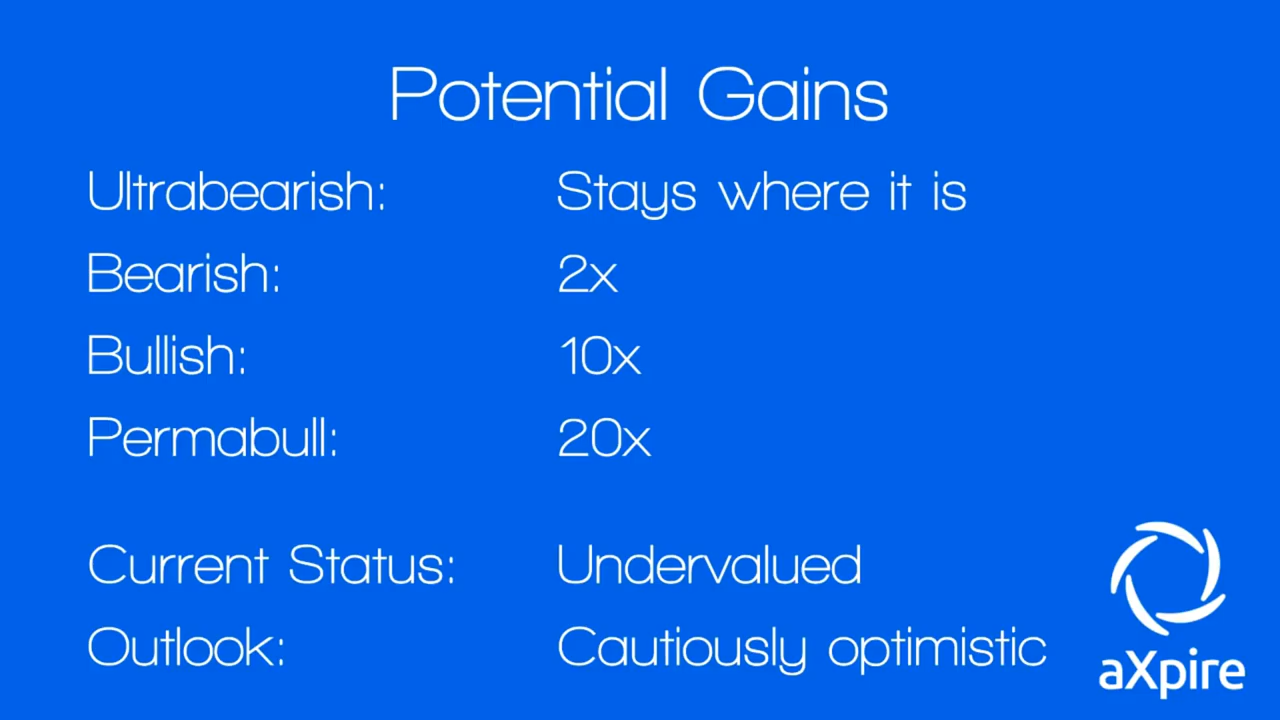 Potential Gains
Ultrabearish: Stays where it is
Bearish: 2x
Bullish: 10x
Permabull: 20x
Current Status: Undervalued
Outlook: Cautiously optimistic
aXpire